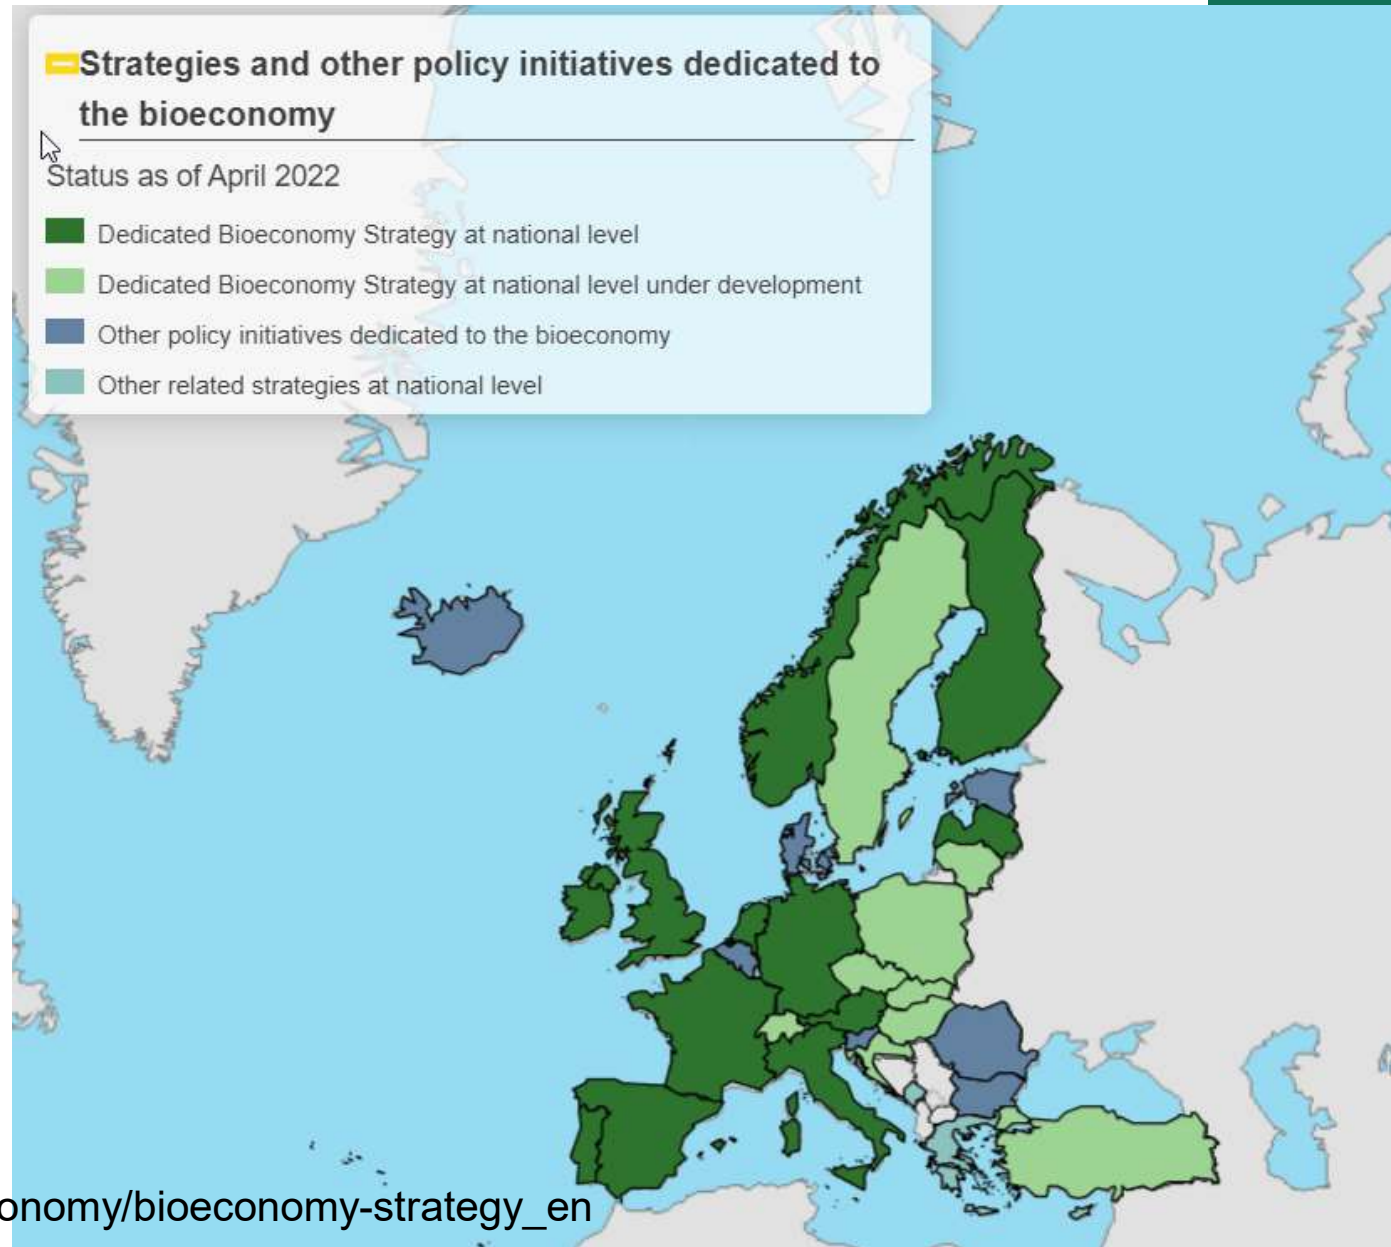 Strategies and other policy initiatives dedicated to
the bioeconomy
Status as of April 2022
Dedicated Bioeconomy Strategy at national level
Dedicated Bioeconomy Strategy at national level under development
Other policy initiatives dedicated to the bioeconomy
Other related strategies at national level
onomy/bioeconomy-strategy_en